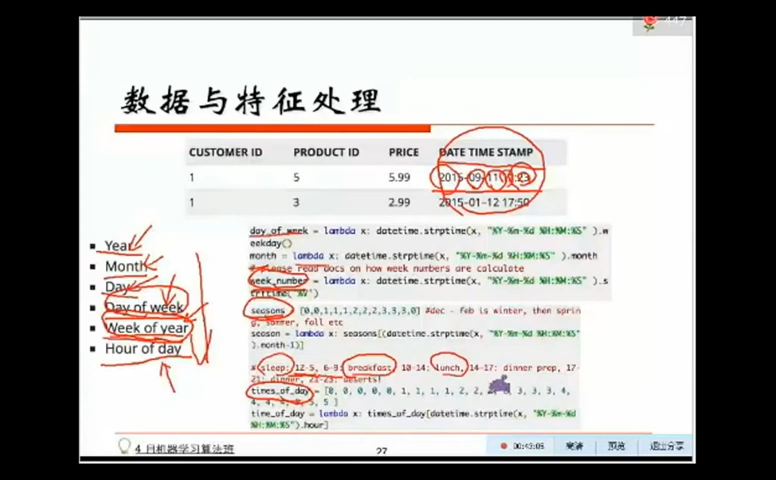 数据与特征处理
CUSTOMER ID PRODUCT ID PRICE DATE TIME STAMP
1 5 5.99 2015-09-11
1 3 2.99 2015-01-12 17:50
Year
Month
Day
Day of week
Week of year
Hour of day
day_of_week = lambda x: datetime.strptime(x, "%Y-%m-%d %H:%M:%S" ).w
eekday()
month = lambda x: datetime.strptime(x, "%Y-%m-%d %H:%M:%S" ).month
read docs on how week numbers are calculate
week_number = lambda x: datetime.strptime(x, "%Y-%m-%d %H:%M:%S" ).s
trftime('%V')
seasons [0,0,1,1,1,2,2,2,3,3,3,0] #dec - feb is winter, then sprin
g, summer, fall etc
season = lambda x: seasons[(datetime.strptime(x, "%Y-%m-%d %H:%M:%S"
).month-1)]
# sleep: 12-5, 6-9: breakfast, 10-14: lunch, 14-17: dinner prep, 17-
21: dinner, 21-23: deserts!
times_of_day = [0, 0, 0, 0, 0, 0, 1, 1, 1, 1, 2, 2 3, 3, 3, 4,
time_of_day = lambda x: times_of_day[datetime.strptime(x, "%Y-%m-%d
%H:%M:%S").hour]
4 月机器学习算法班
27
00:43:05 预览 退出分享